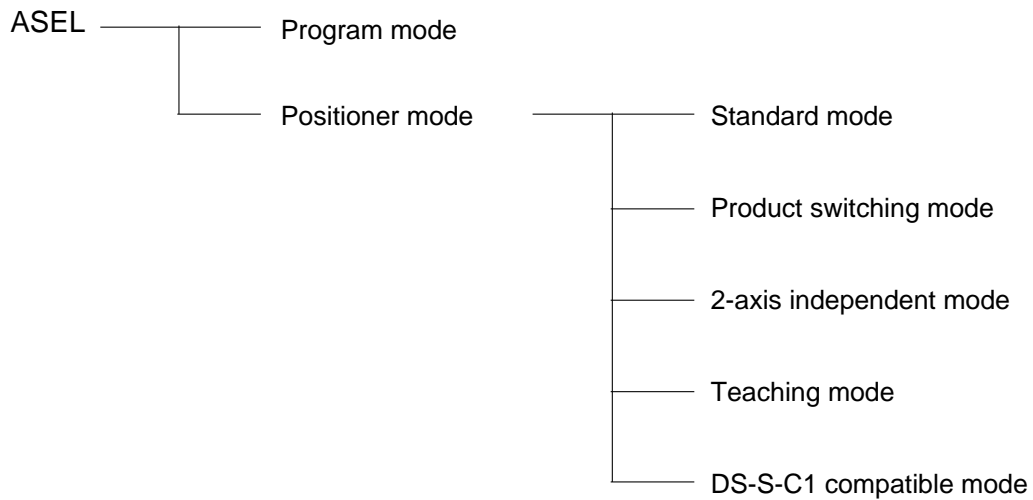 ASEL
Program mode
Positioner mode
Standard mode
Product switching mode
2-axis independent mode
Teaching mode
DS-S-C1 compatible mode